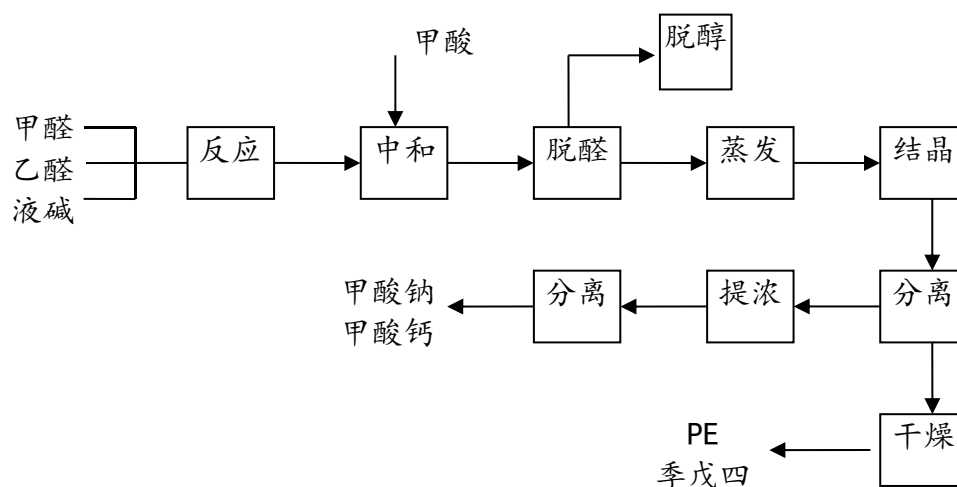 甲酸
脱醇
甲醛
乙醛
液碱
反应
中和
脱醛
蒸发
结晶
甲酸钠
甲酸钙
分离
提浓
分离
PE
季戊四
干燥